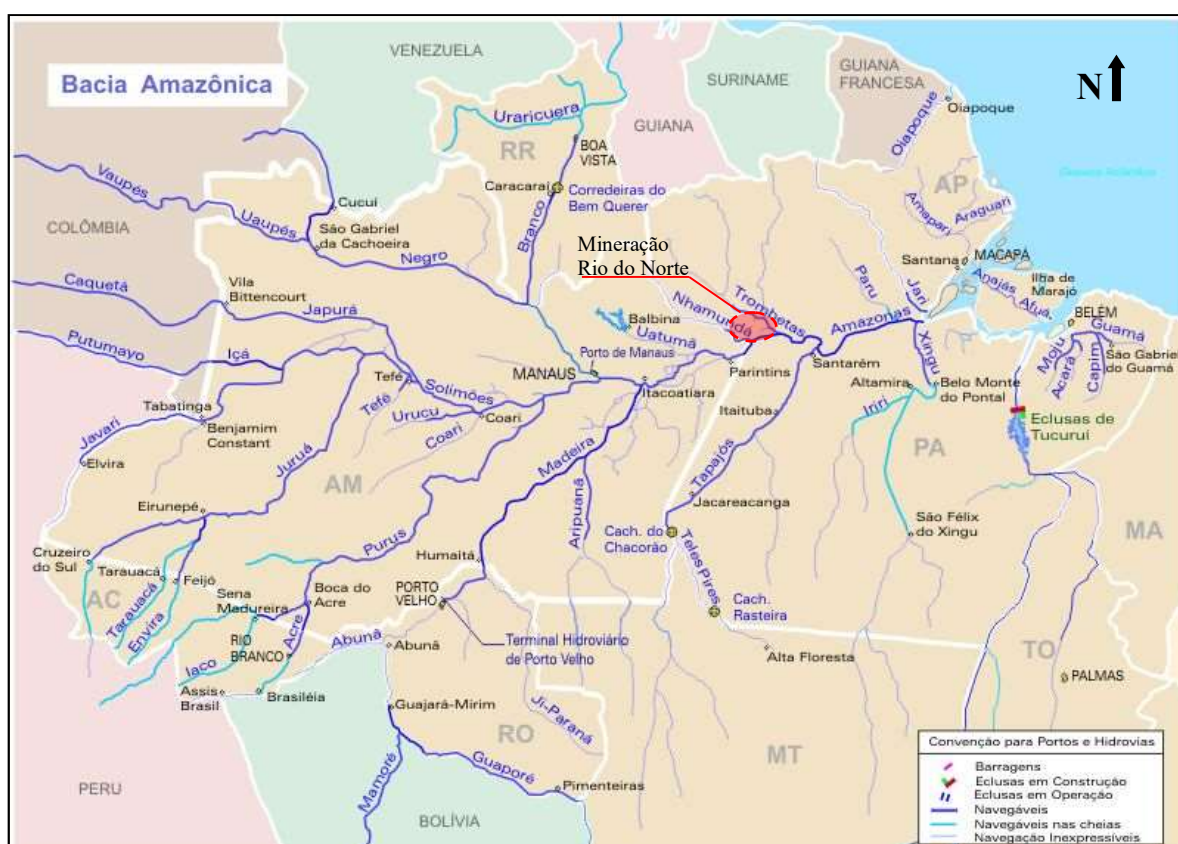 Bacia Amazônica
N
VENEZUELA
SURINAME
GUIANA
FRANCESA
GUIANA
COLÔMBIA
PERU
BOLÍVIA
Oiapoque
Oiapoque
Uraricuera
RR
BOA
VISTA
Caracaraí
Corredeiras do
Bem Querer
Branco
AP
Araguari
Amapari
Vaupés
Uaupés
Cucuí
São Gabriel
da Cachoeira
Negro
Mineração
Rio do Norte
Santana
MACAPÁ
Ilha de
Marajó
Anajás
Afuá
BELÉM
Guamá
São Gabriel
do Guamá
Moju
Acará
Capim
Caquetá
Vila
Bittencourt
Japurá
Nhamundá
Trombetas
Paru
Jari
Amazonas
Xingu
Balbina
Uatumã
Putumayo
Içá
Porto de Manaus
MANAUS
Itacoatiara
Parintins
Santarém
Altamira
Belo Monte
do Pontal
Tefé
Tefé
Solimões
Urucu
Coari
Coari
Tabatinga
Benjamim
Constant
Javari
Elvira
Juruá
Itaituba
Iriri
Eclusas de
Tucuruí
PA
AM
Madeira
Tapajós
Jacareacanga
Eirunepé
Purus
Aripuanã
Cach. do
Chacorão
São Félix
do Xingu
MA
Humaitá
Cruzeiro
do Sul
Tarauacá
Feijó
AC
Tarauacá
Envira
Sena
Madureira
Boca do
Acre
PORTO
VELHO
Teles Pires
Cach.
Rasteira
RIO
BRANCO
Acre
Iaco
Abunã
Abunã
Terminal Hidroviário
de Porto Velho
Alta Floresta
TO
PALMAS
Assis
Brasil
Brasiléia
Guajará-Mirim
Ji-Paraná
RO
MT
Mamoré
Guaporé
Pimenteiras
Convenção para Portos e Hidrovias
Barragens
Eclusas em Construção
Eclusas em Operação
Navegáveis
Navegáveis nas cheias
Navegação Inexpressíveis